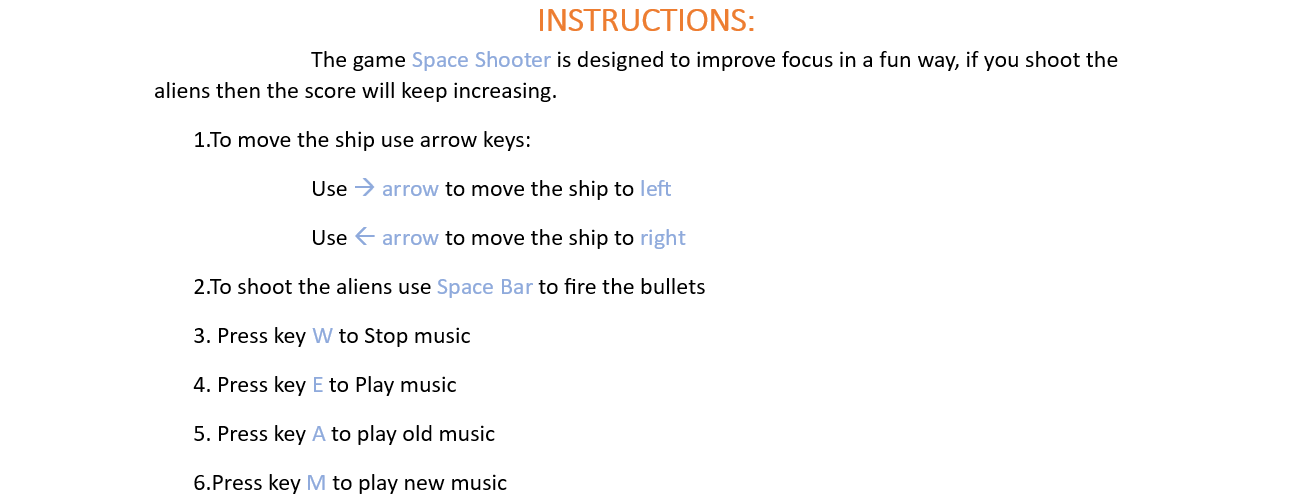 INSTRUCTIONS:
The game Space Shooter is designed to improve focus in a fun way, if you shoot the
aliens then the score will keep increasing.
1.To move the ship use arrow keys:
Use → arrow to move the ship to left
Use ← arrow to move the ship to right
2.To shoot the aliens use Space Bar to fire the bullets
3. Press key W to Stop music
4. Press key E to Play music
5. Press key A to play old music
6.Press key M to play new music